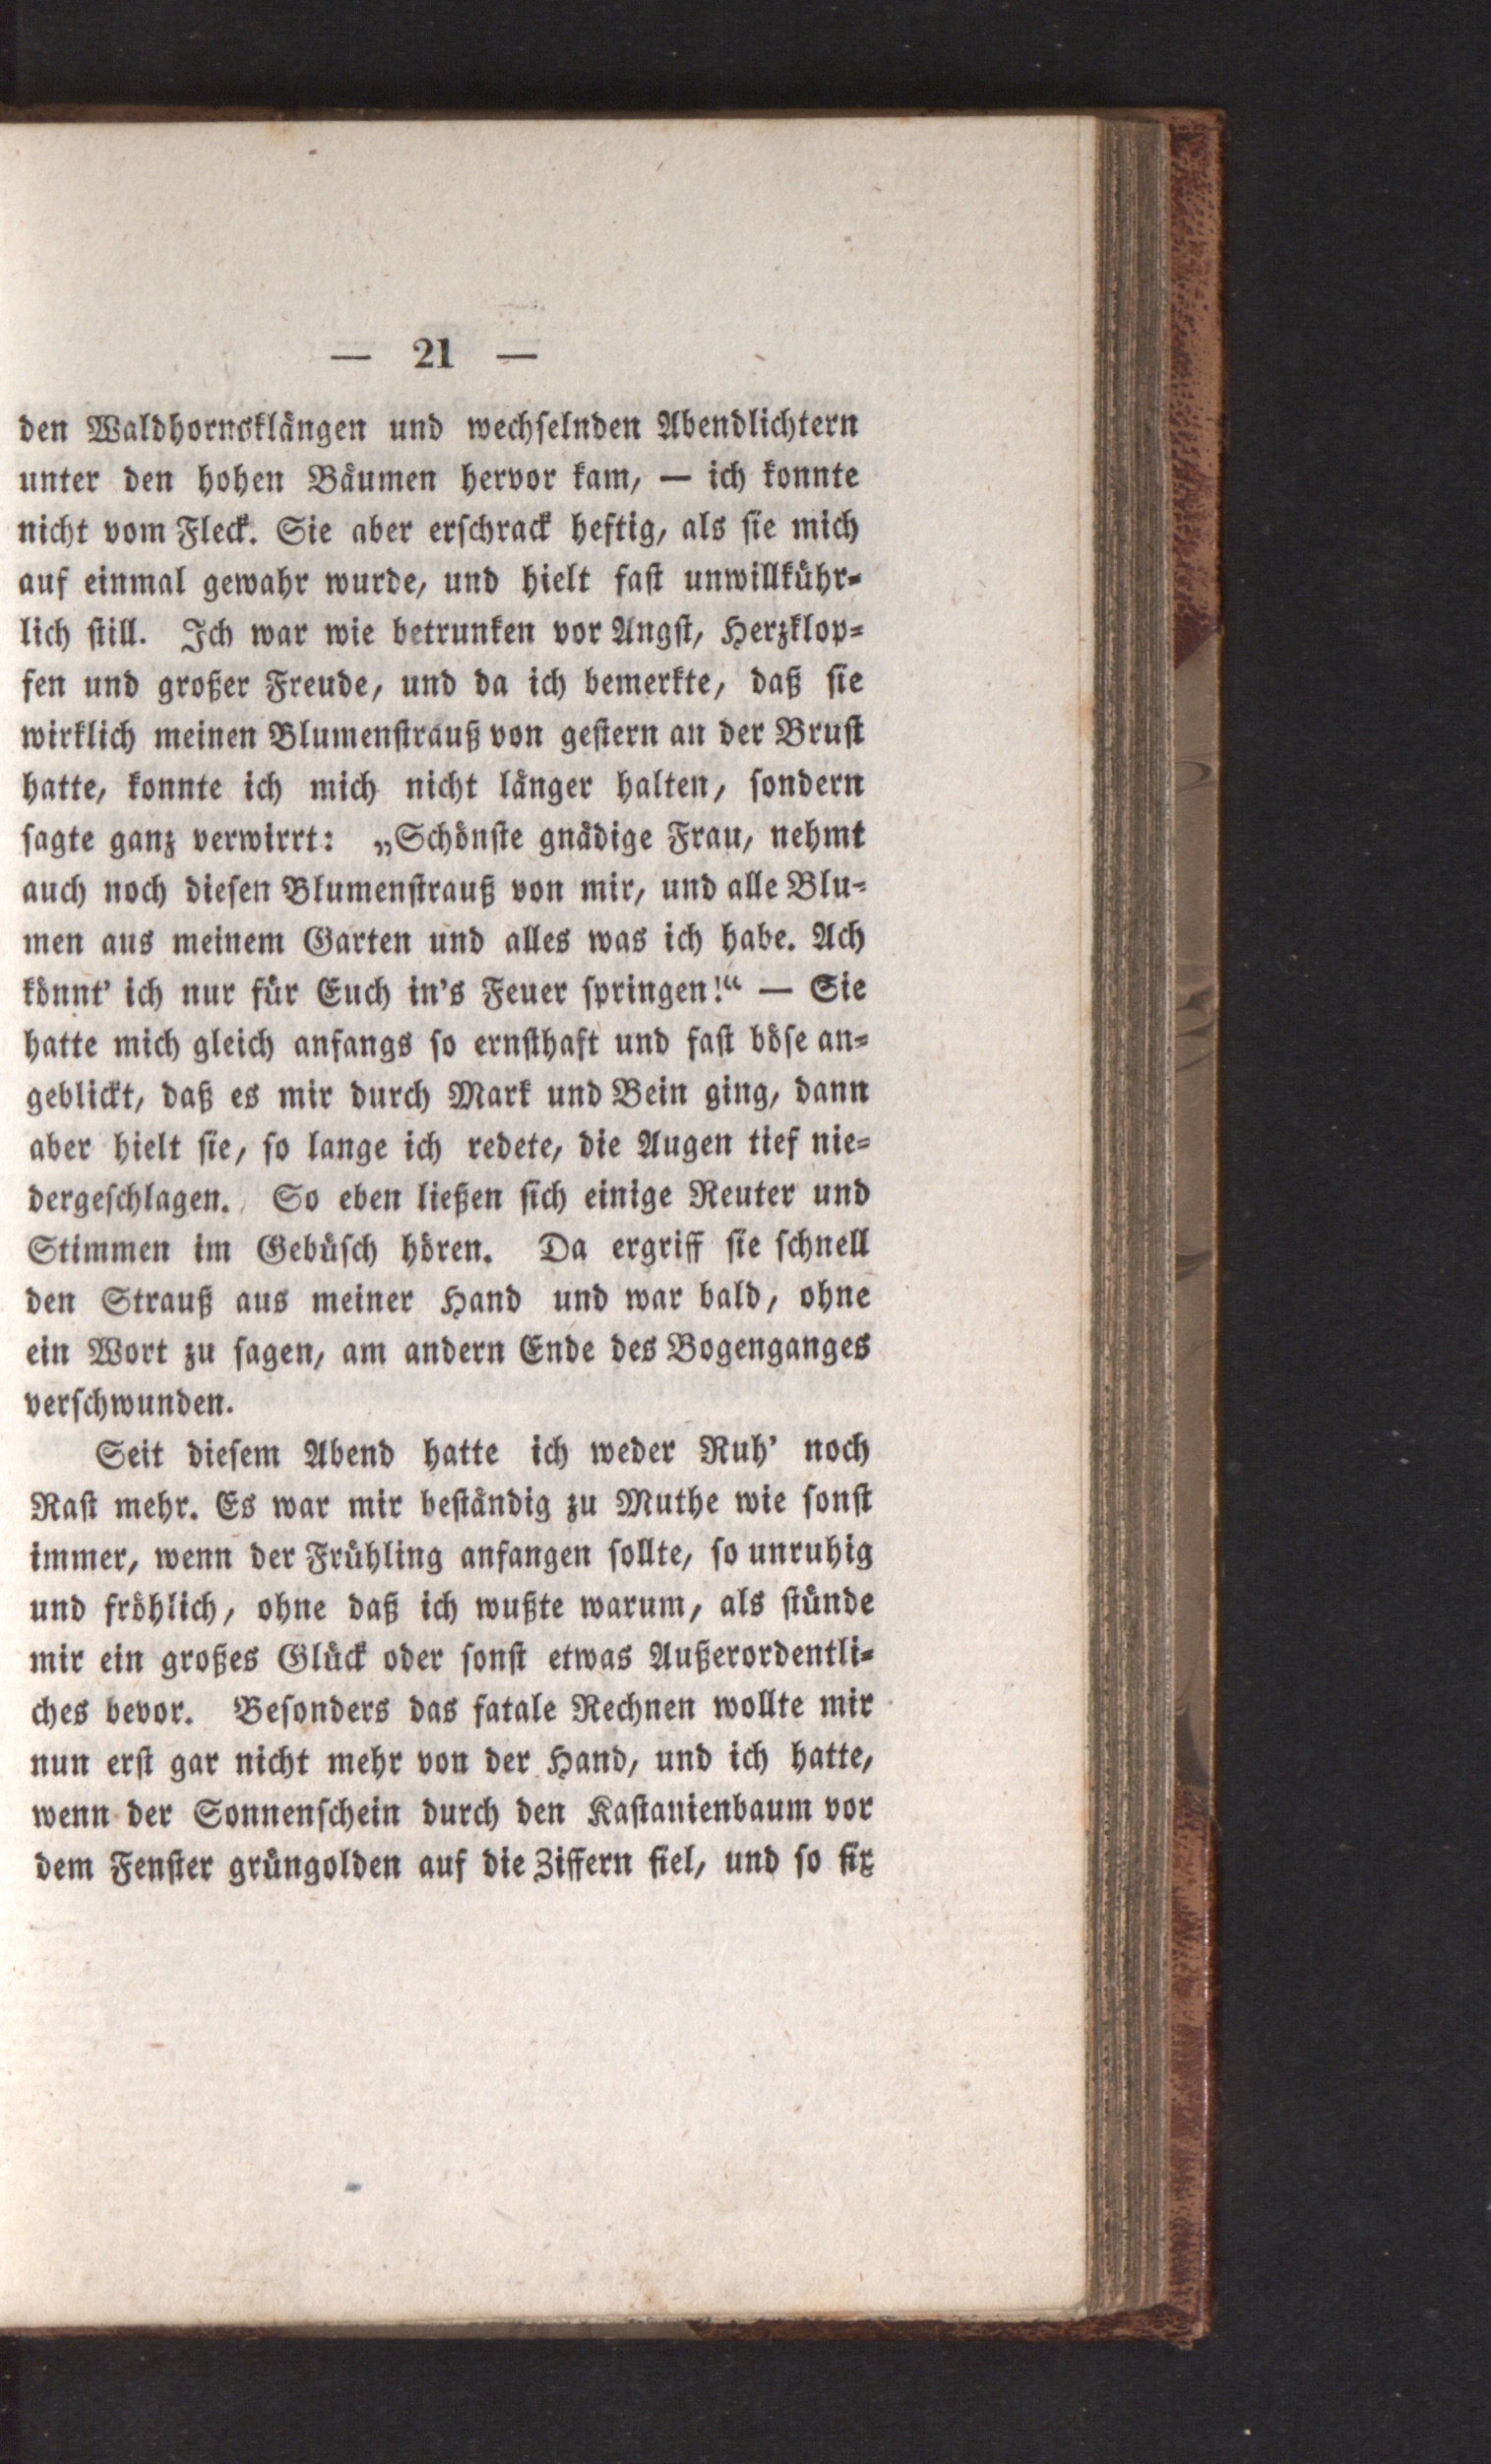 — 21 —
den Waldhornsklängen und wechſelnden Abendlichtern
unter den hohen Bäumen hervor kam, — ich konnte
nicht vom Fleck. Sie aber erſchrack heftig, als ſie mich
auf einmal gewahr wurde, und hielt faſt unwillkühr-
lich ſtill. Ich war wie betrunken vor Angſt, Herzklop-
fen und großer Freude, und da ich bemerkte, daß ſie
wirklich meinen Blumenſtrauß von geſtern an der Bruſt
hatte, konnte ich mich nicht länger halten, ſondern
ſagte ganz verwirrt: „Schönſte gnädige Frau, nehmt
auch noch dieſen Blumenſtrauß von mir, und alle Blu-
men aus meinem Garten und alles was ich habe. Ach
könnt' ich nur für Euch in's Feuer ſpringen!“ — Sie
hatte mich gleich anfangs ſo ernſthaft und faſt böſe an-
geblickt, daß es mir durch Mark und Bein ging, dann
aber hielt ſie, ſo lange ich redete, die Augen tief nie-
dergeſchlagen. So eben ließen ſich einige Reuter und
Stimmen im Gebüſch hören. Da ergriff ſie ſchnell
den Strauß aus meiner Hand und war bald, ohne
ein Wort zu ſagen, am andern Ende des Bogenganges
verſchwunden.
Seit dieſem Abend hatte ich weder Ruh' noch
Raſt mehr. Es war mir beſtändig zu Muthe wie ſonſt
immer, wenn der Frühling anfangen ſollte, ſo unruhig
und fröhlich, ohne daß ich wußte warum, als ſtünde
mir ein großes Glück oder ſonſt etwas Außerordentli-
ches bevor. Beſonders das fatale Rechnen wollte mir
nun erſt gar nicht mehr von der Hand, und ich hatte,
wenn der Sonnenſchein durch den Kaſtanienbaum vor
dem Fenſter grüngolden auf die Ziffern fiel, und ſo fix